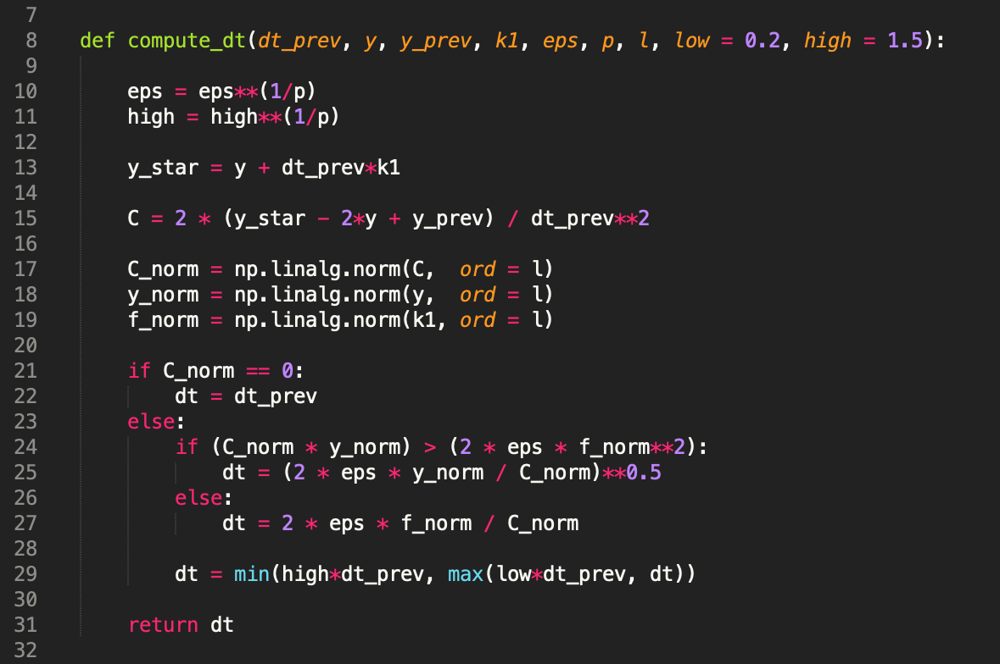 7
8 def compute_dt(dt_prev, y, y_prev, k1, eps, p, l, low = 0.2, high = 1.5):
9
10     eps = eps**(1/p)
11     high = high**(1/p)
12
13     y_star = y + dt_prev*k1
14
15     C = 2 * (y_star - 2*y + y_prev) / dt_prev**2
16
17     C_norm = np.linalg.norm(C,  ord = l)
18     y_norm = np.linalg.norm(y,  ord = l)
19     f_norm = np.linalg.norm(k1, ord = l)
20
21     if C_norm == 0:
22         dt = dt_prev
23     else:
24         if (C_norm * y_norm) > (2 * eps * f_norm**2):
25             dt = (2 * eps * y_norm / C_norm)**0.5
26         else:
27             dt = 2 * eps * f_norm / C_norm
28
29         dt = min(high*dt_prev, max(low*dt_prev, dt))
30
31     return dt
32